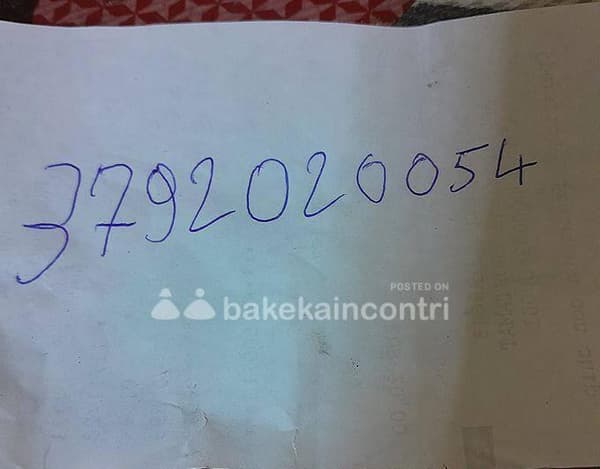 3792020054
POSTED ON
bakekaincontri